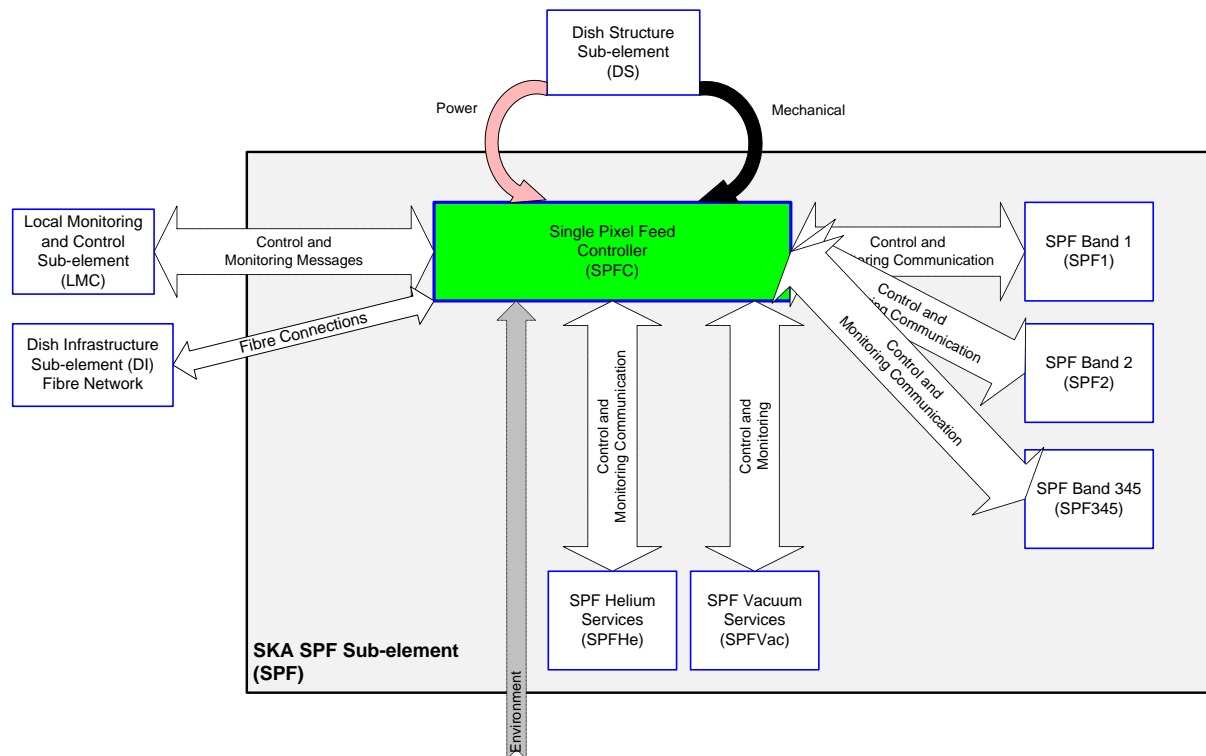 Dish Structure
Sub-element
(DS)
Power
Mechanical
Local Monitoring
and Control
Sub-element
(LMC)
Control and
Monitoring Messages
Single Pixel Feed
Controller
(SPFC)
Control and
toring Communication
SPF Band 1
(SPF1)
Dish Infrastructure
Sub-element (DI)
Fibre Network
Fibre Connections
Control and
g Communication
SPF Band 2
(SPF2)
Control and
Monitoring Communication
SPF Band 345
(SPF345)
Control and
Monitoring Communication
Control and
Monitoring
SPF Helium
Services
(SPFHe)
SPF Vacuum
Services
(SPFVac)
SKA SPF Sub-element
(SPF)
Environment